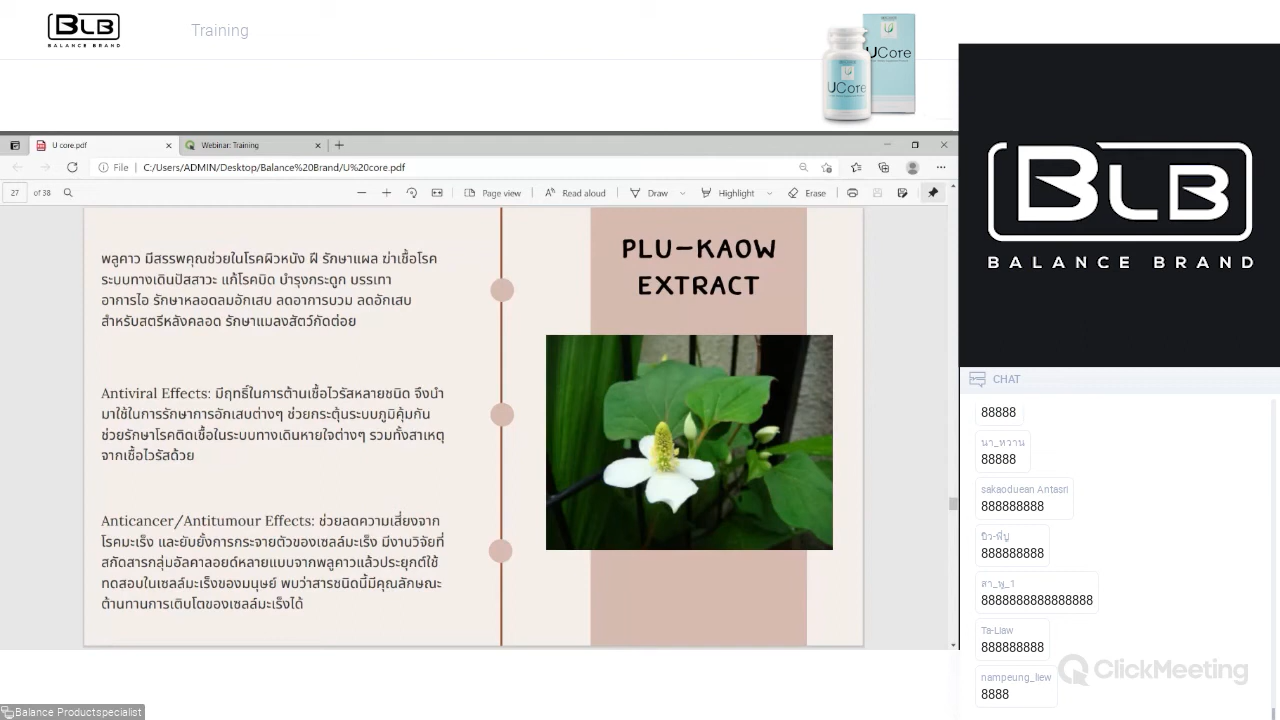 BLB
BALANCE BRAND
Training
UCore
UCore
U core.pdf
Webinar: Training
File
C:/Users/ADMIN/Desktop/Balance%20Brand/U%20core.pdf
27 of 38
Page view
Read aloud
Draw
Highlight
Erase
พลูคาว มีสรรพคุณช่วยในโรคผิวหนัง ฝี รักษาแผล ฆ่าเชื้อโรค
ระบบทางเดินปัสสาวะ แก้โรคบิด บำรุงกระดูก บรรเทา
อาการไอ รักษาหลอดลมอักเสบ ลดอาการบวม ลดอักเสบ
สำหรับสตรีหลังคลอด รักษาแมลงสัตว์กัดต่อย
Antiviral Effects: มีฤทธิ์ในการต้านเชื้อไวรัสหลายชนิด จึงนำ
มาใช้ในการรักษาการอักเสบต่างๆ ช่วยกระตุ้นระบบภูมิคุ้มกัน
ช่วยรักษาโรคติดเชื้อในระบบทางเดินหายใจต่างๆ รวมทั้งสาเหตุ
จากเชื้อไวรัสด้วย
Anticancer/Antitumour Effects: ช่วยลดความเสี่ยงจาก
โรคมะเร็ง และยับยั้งการกระจายตัวของเซลล์มะเร็ง มีงานวิจัยที่
สกัดสารกลุ่มอัลคาลอยด์หลายแบบจากพลูคาวแล้วประยุกต์ใช้
ทดสอบในเซลล์มะเร็งของมนุษย์ พบว่าสารชนิดนี้มีคุณลักษณะ
ต้านทานการเติบโตของเซลล์มะเร็งได้
PLU-KAOW
EXTRACT
BLB
BALANCE BRAND
CHAT
88888
นา_หวาน
88888
sakaoduean Antasri
888888888
บิว-พีญ่
888888888
สา_พู_1
8888888888888888
Ta-Liaw
888888888
nampeung_liew
8888
ClickMeeting
Balance Productspecialist